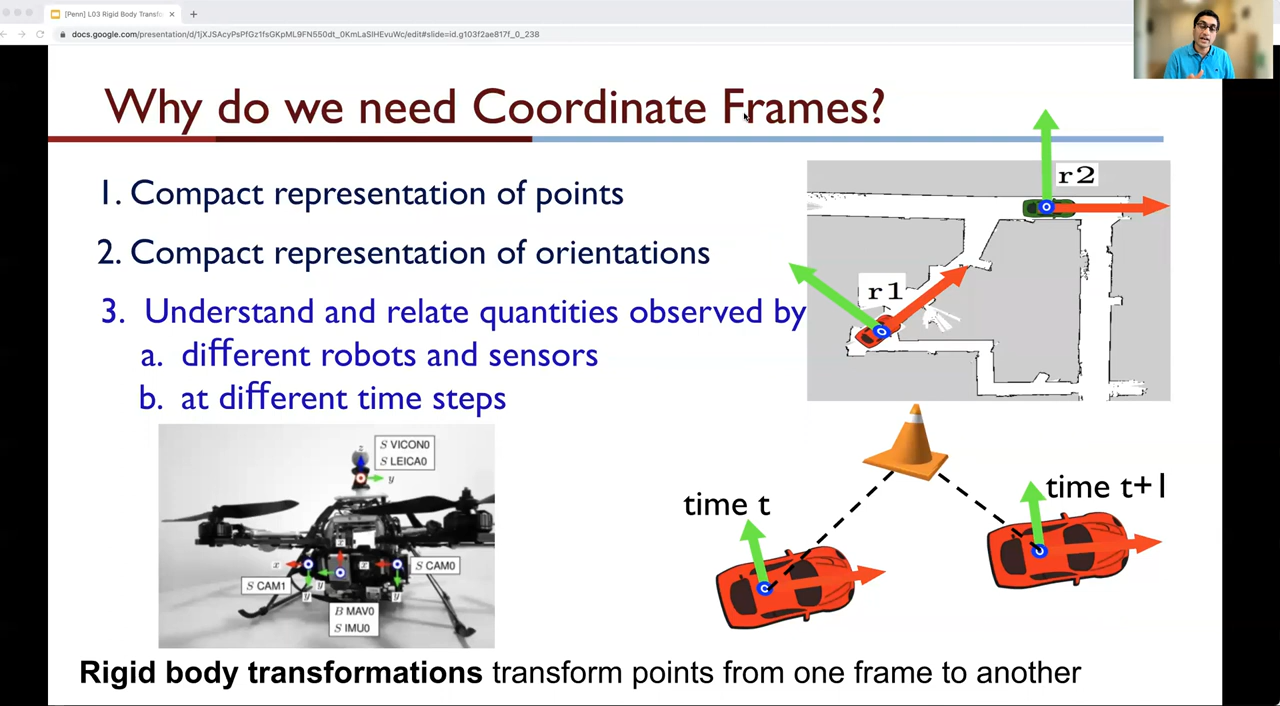 [Penn] L03 Rigid Body Transfo
docs.google.com/presentation/d/1jXJSAcyPsPfGz1fsGKpML9FN550dt_0KmLaSIHEvuWc/edit#slide=id.g103f2ae817f_0_238
Why do we need Coordinate Frames?
1. Compact representation of points
2. Compact representation of orientations
3. Understand and relate quantities observed by
a. different robots and sensors
b. at different time steps
r2
r1
S VICON0
S LEICA0
z
y
x
x
x
S CAM0
S CAM1
y
y
y
B MAV0
S IMU0
time t
time t+1
Rigid body transformations transform points from one frame to another